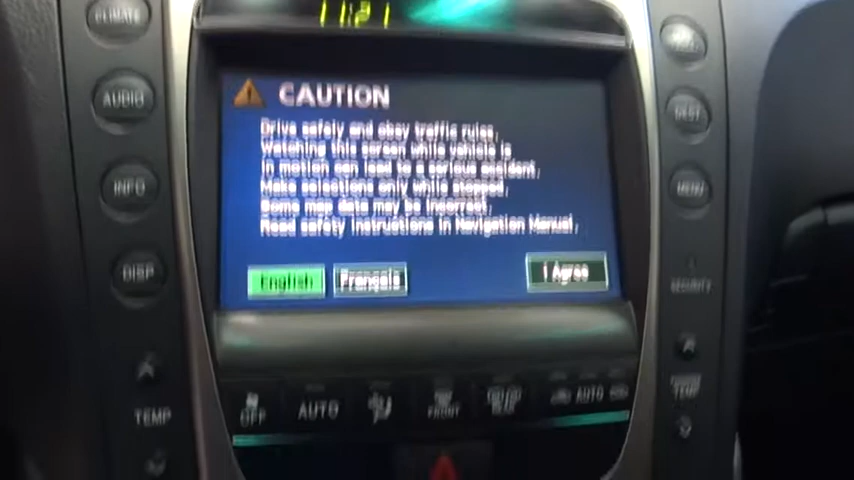 11:21
CLIMATE
AUDIO
INFO
DISP
TEMP
CAUTION
Drive safely and obey traffic rules.
Watching this screen while vehicle is
in motion can lead to a serious accident.
Make selections only while stopped.
Some map data may be incorrect.
Read safety instructions in Navigation Manual.
English
Français
I Agree
OFF
AUTO
FRONT
REAR
AUTO
DEST
MENU
SECURITY
PASSENGER
TEMP